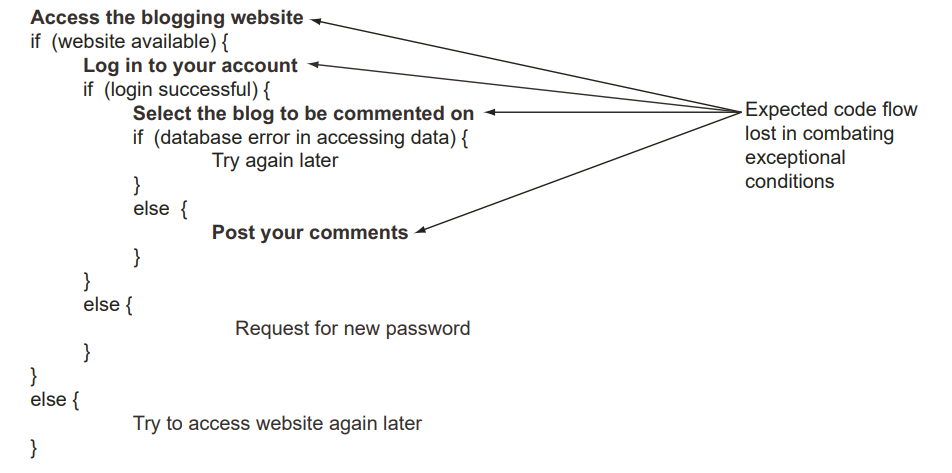 Access the blogging website
if (website available) {
Log in to your account
if (login successful) {
Select the blog to be commented on
if (database error in accessing data) {
Try again later
}
else {
Post your comments
}
}
else {
Request for new password
}
}
else {
Try to access website again later
}
Expected code flow
lost in combating
exceptional
conditions